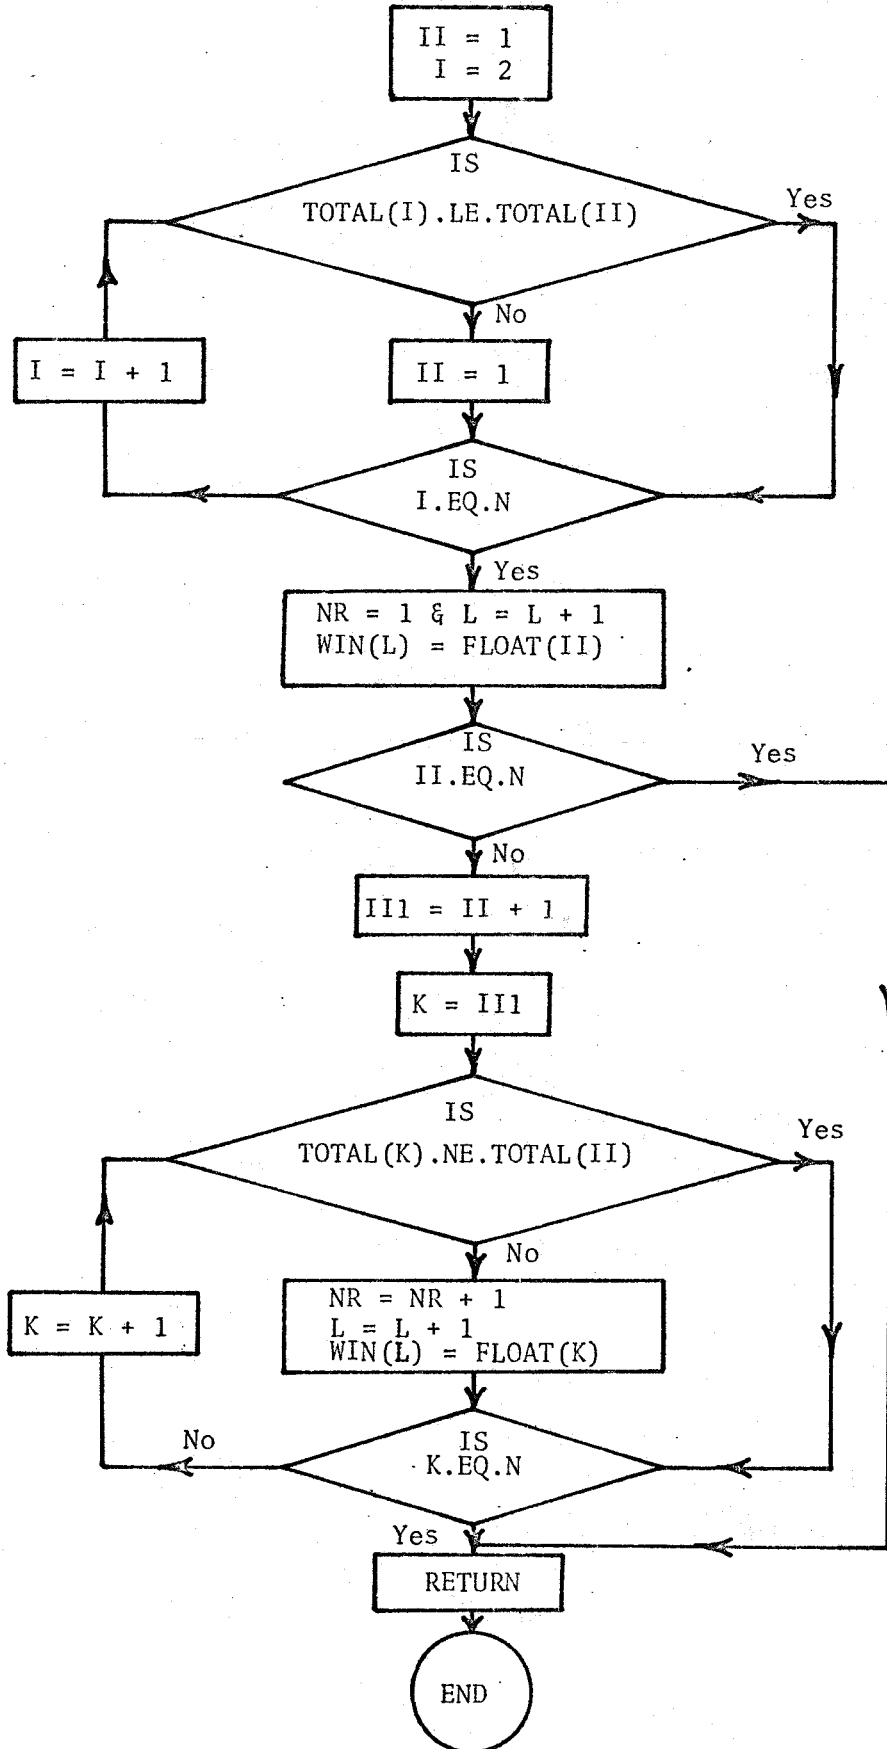 II = 1
I = 2
IS
TOTAL(I).LE.TOTAL(II)
Yes
No
I = I + 1
II = 1
IS
I.EQ.N
Yes
NR = 1 & L = L + 1
WIN(L) = FLOAT(II)
IS
II.EQ.N
Yes
No
III = II + 1
K = III
IS
TOTAL(K).NE.TOTAL(II)
Yes
No
NR = NR + 1
L = L + 1
WIN(L) = FLOAT(K)
K = K + 1
No
IS
K.EQ.N
Yes
RETURN
END